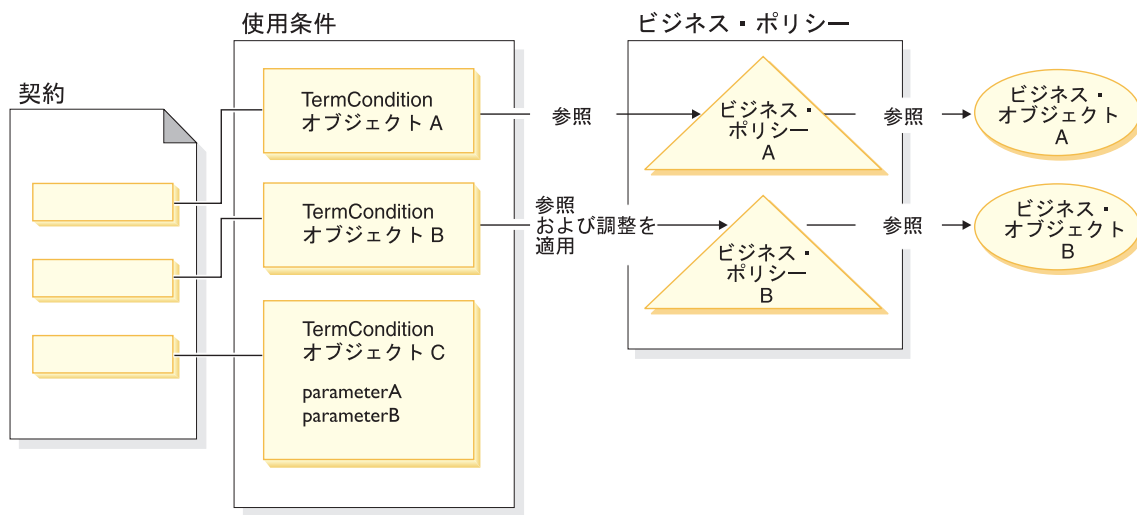 契約
使用条件
TermCondition
オブジェクト A
TermCondition
オブジェクト B
TermCondition
オブジェクト C
parameterA
parameterB
参照
参照
および調整を
適用
ビジネス・ポリシー
ビジネス・
ポリシー
A
ビジネス・
ポリシー
B
参照
参照
ビジネス・
オブジェクト
A
ビジネス・
オブジェクト
B